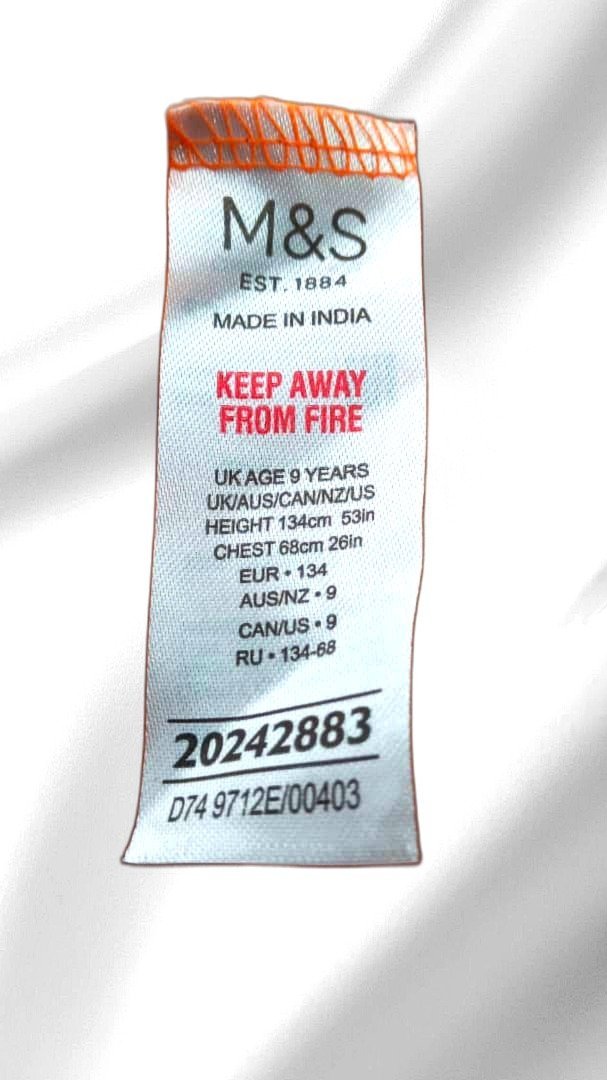 M&S
EST. 1884
MADE IN INDIA
KEEP AWAY
FROM FIRE
UK AGE 9 YEARS
UK/AUS/CAN/NZ/US
HEIGHT 134cm 53in
CHEST 68cm 26in
EUR • 134
AUS/NZ • 9
CAN/US • 9
RU • 134-68
20242883
D74 9712E/00403